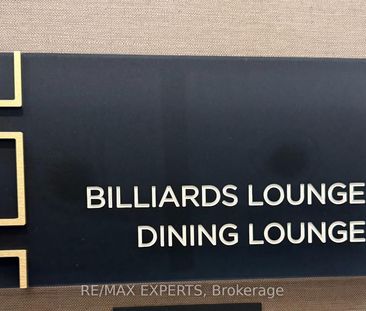 BILLIARDS LOUNGE
DINING LOUNGE
RE/MAX EXPERTS, Brokerage